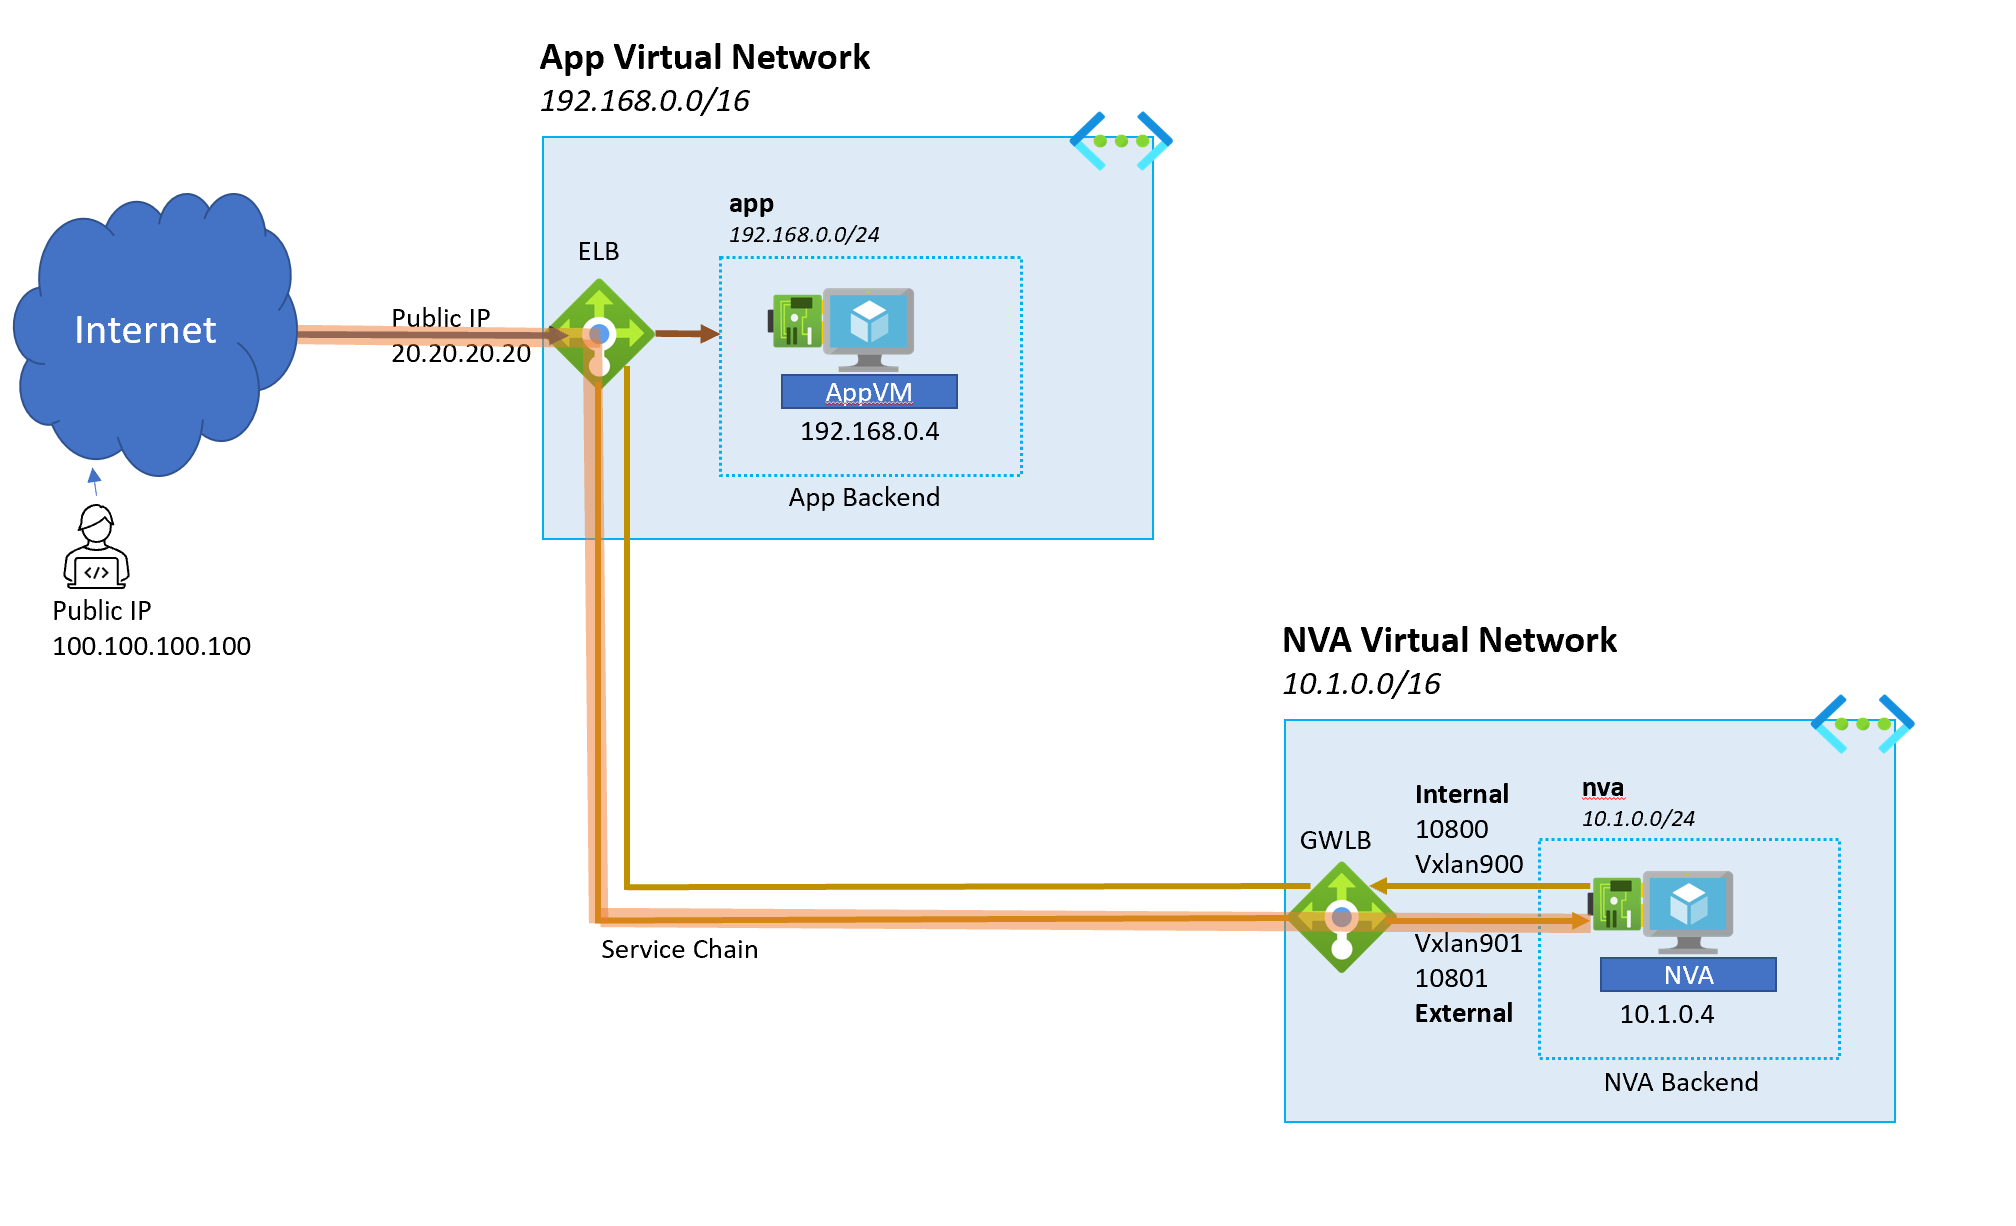 App Virtual Network
192.168.0.0/16
app
192.168.0.0/24
ELB
Internet
Public IP
20.20.20.20
AppVM
192.168.0.4
App Backend
</>
Public IP
100.100.100.100
NVA Virtual Network
10.1.0.0/16
Internal
10800
Vxlan900
nva
10.1.0.0/24
GWLB
Service Chain
Vxlan901
10801
External
NVA
10.1.0.4
NVA Backend